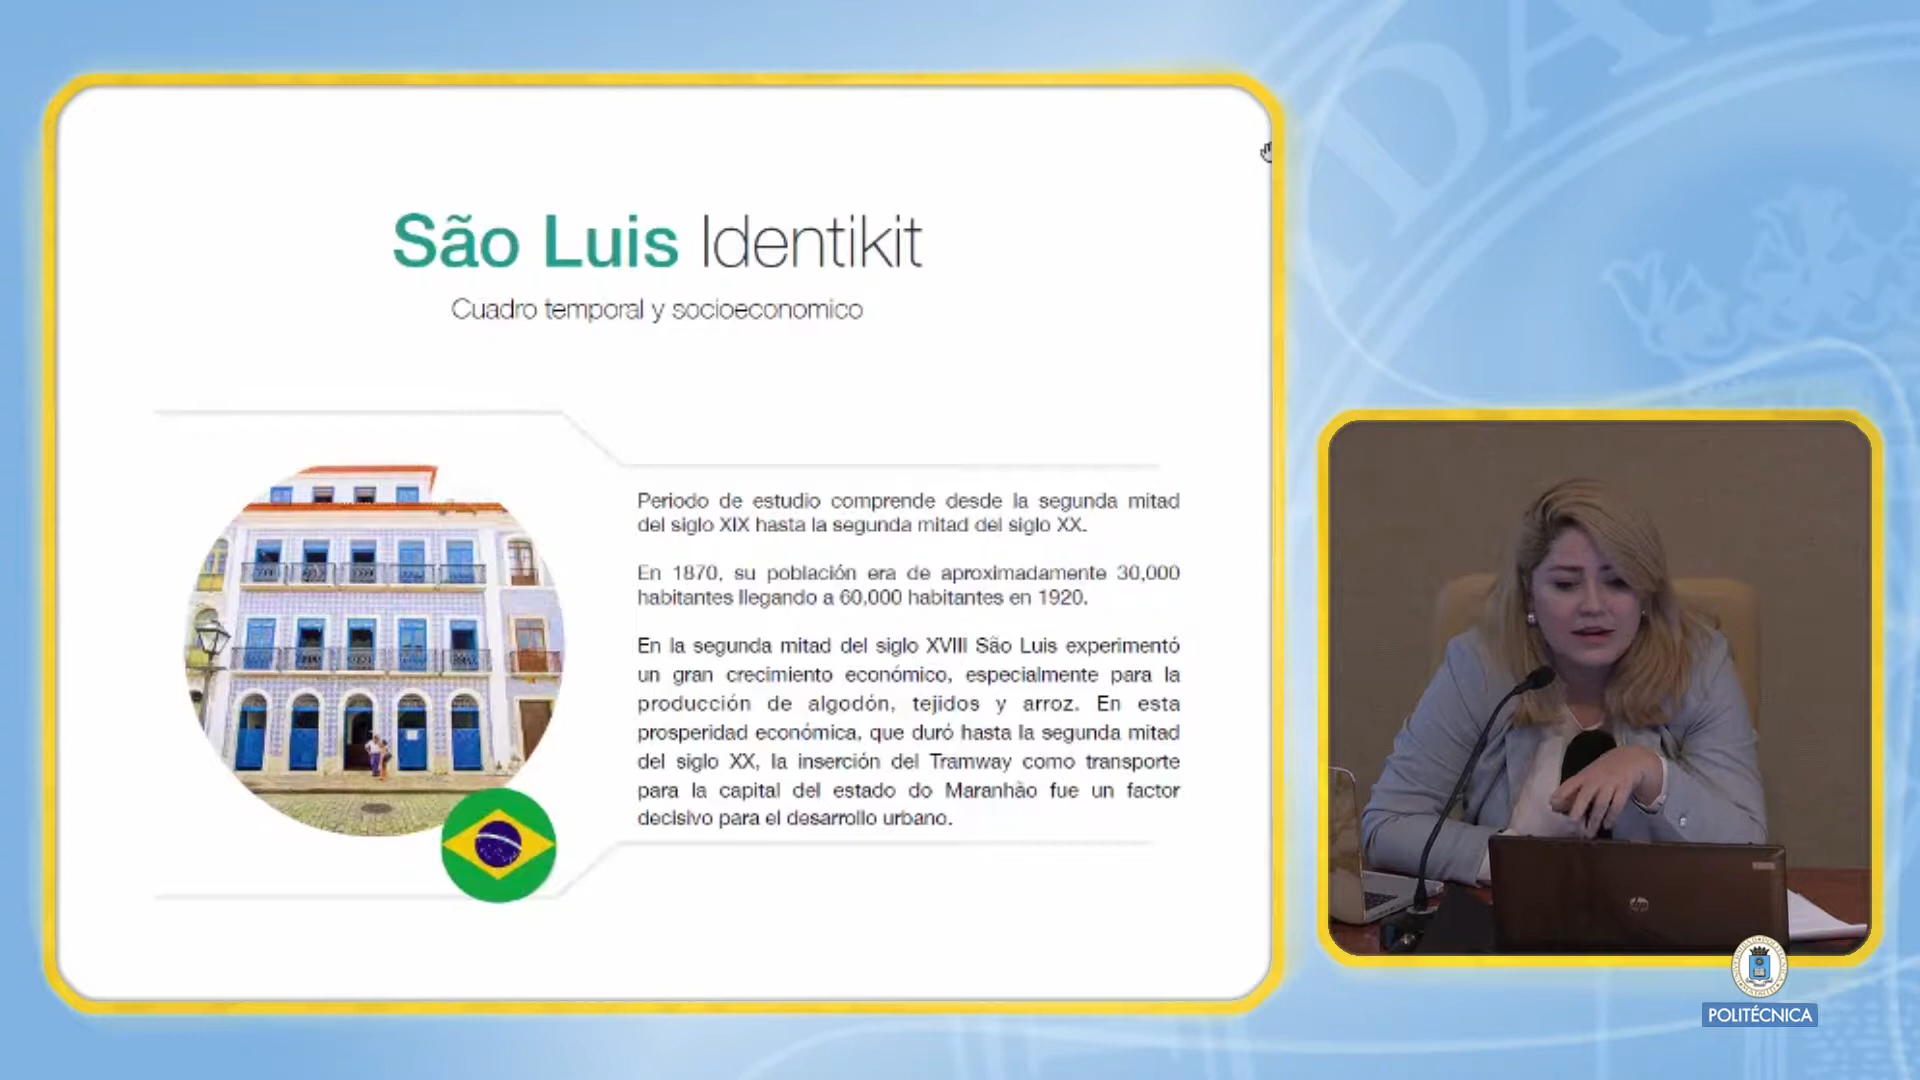 São Luis Identikit
Cuadro temporal y socioeconomico
Periodo de estudio comprende desde la segunda mitad
del siglo XIX hasta la segunda mitad del siglo XX.
En 1870, su población era de aproximadamente 30,000
habitantes llegando a 60,000 habitantes en 1920.
En la segunda mitad del siglo XVIII São Luis experimentó
un gran crecimiento económico, especialmente para la
producción de algodón, tejidos y arroz. En esta
prosperidad económica, que duró hasta la segunda mitad
del siglo XX, la inserción del Tramway como transporte
para la capital del estado do Maranhão fue un factor
decisivo para el desarrollo urbano.
hp
POLITÉCNICA